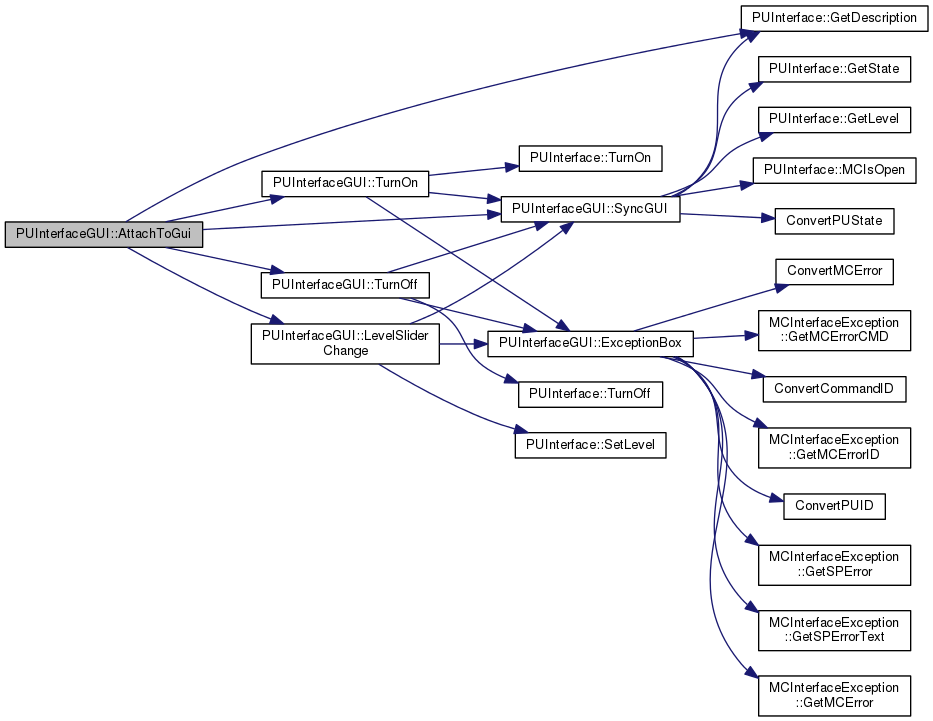 PUInterface::GetDescription
PUInterface::GetState
PUInterface::GetLevel
PUInterface::TurnOn
PUInterface::MCIsOpen
PUInterfaceGUI::TurnOn
PUInterfaceGUI::SyncGUI
ConvertPUState
PUInterfaceGUI::AttachToGui
ConvertMCError
PUInterfaceGUI::TurnOff
MCInterfaceException
::GetMCErrorCMD
PUInterfaceGUI::LevelSlider
Change
PUInterfaceGUI::ExceptionBox
ConvertCommandID
PUInterface::TurnOff
MCInterfaceException
::GetMCErrorID
PUInterface::SetLevel
ConvertPUID
MCInterfaceException
::GetSPError
MCInterfaceException
::GetSPErrorText
MCInterfaceException
::GetMCError